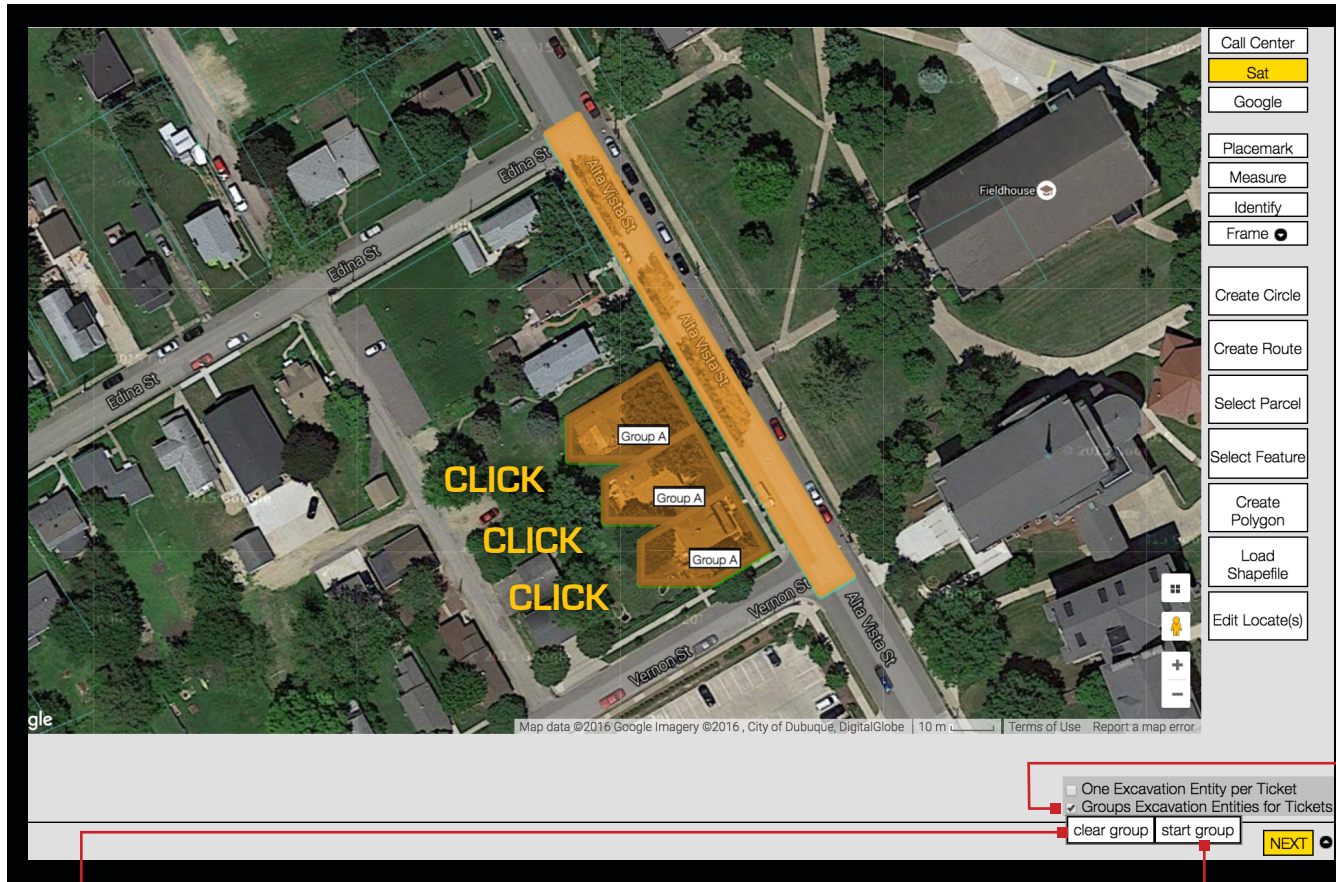 Call Center
Sat
Google
Placemark
Measure
Identify
Frame
Create Circle
Create Route
Select Parcel
Select Feature
Create
Polygon
Load
Shapefile
Edit Locate(s)
Edina St
Edina St
Edina St
Alta Vista St
Alta Vista St
Alta Vista St
Fieldhouse
Group A
Group A
Group A
CLICK
CLICK
CLICK
Vernon St
Vernon St
gle
Map data ©2016 Google Imagery ©2016 , City of Dubuque, DigitalGlobe
10 m
Terms of Use
Report a map error
One Excavation Entity per Ticket
Groups Excavation Entities for Tickets
clear group
start group
NEXT